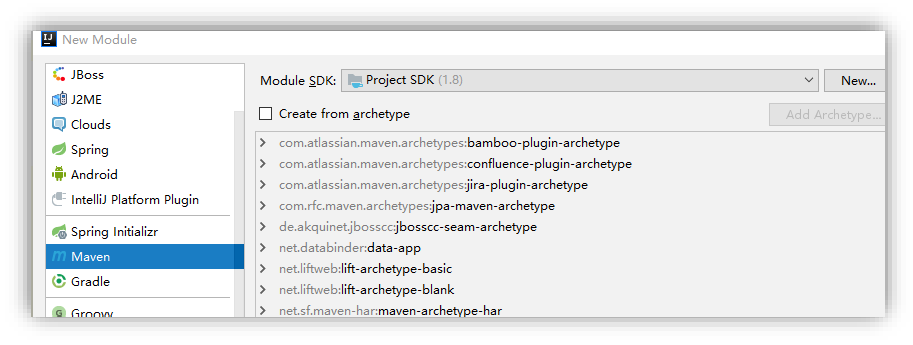 IJ New Module
JBoss
J2ME
Clouds
Spring
Android
IntelliJ Platform Plugin
Spring Initializr
Maven
Gradle
Groovy
Module SDK: Project SDK (1.8) New...
Create from archetype Add Archetype...
com.atlassian.maven.archetypes:bamboo-plugin-archetype
com.atlassian.maven.archetypes:confluence-plugin-archetype
com.atlassian.maven.archetypes:jira-plugin-archetype
com.rfc.maven.archetypes:jpa-maven-archetype
de.akquinet.jbosscc:jbosscc-seam-archetype
net.databinder:data-app
net.liftweb:lift-archetype-basic
net.liftweb:lift-archetype-blank
net.sf.maven-har:maven-archetype-har